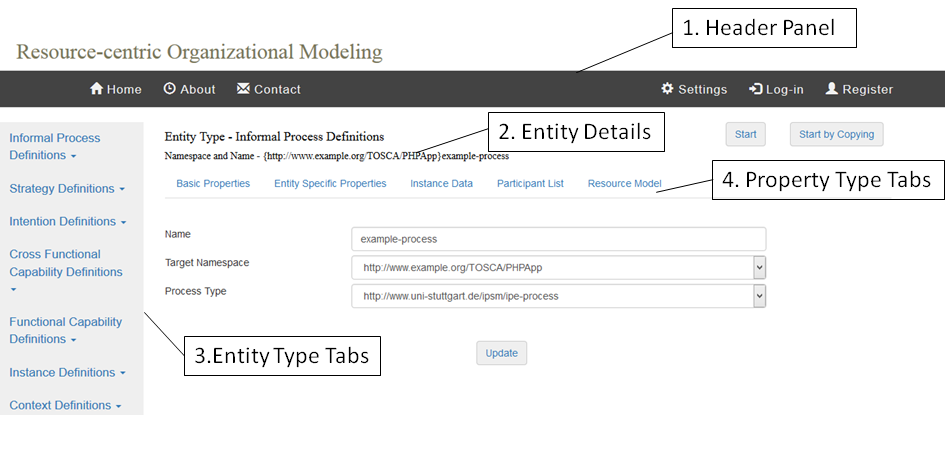 1. Header Panel
Resource-centric Organizational Modeling
Home About Contact Settings Log-in Register
Informal Process
Definitions
Strategy Definitions
Intention Definitions
Cross Functional
Capability Definitions
Functional Capability
Definitions
Instance Definitions
Context Definitions
Entity Type - Informal Process Definitions
Namespace and Name - {http://www.example.org/TOSCA/PHPApp}example-process
2. Entity Details
Start Start by Copying
Basic Properties Entity Specific Properties Instance Data Participant List Resource Model
4. Property Type Tabs
Name example-process
Target Namespace http://www.example.org/TOSCA/PHPApp
Process Type http://www.uni-stuttgart.de/ipsm/ipe-process
3.Entity Type Tabs
Update